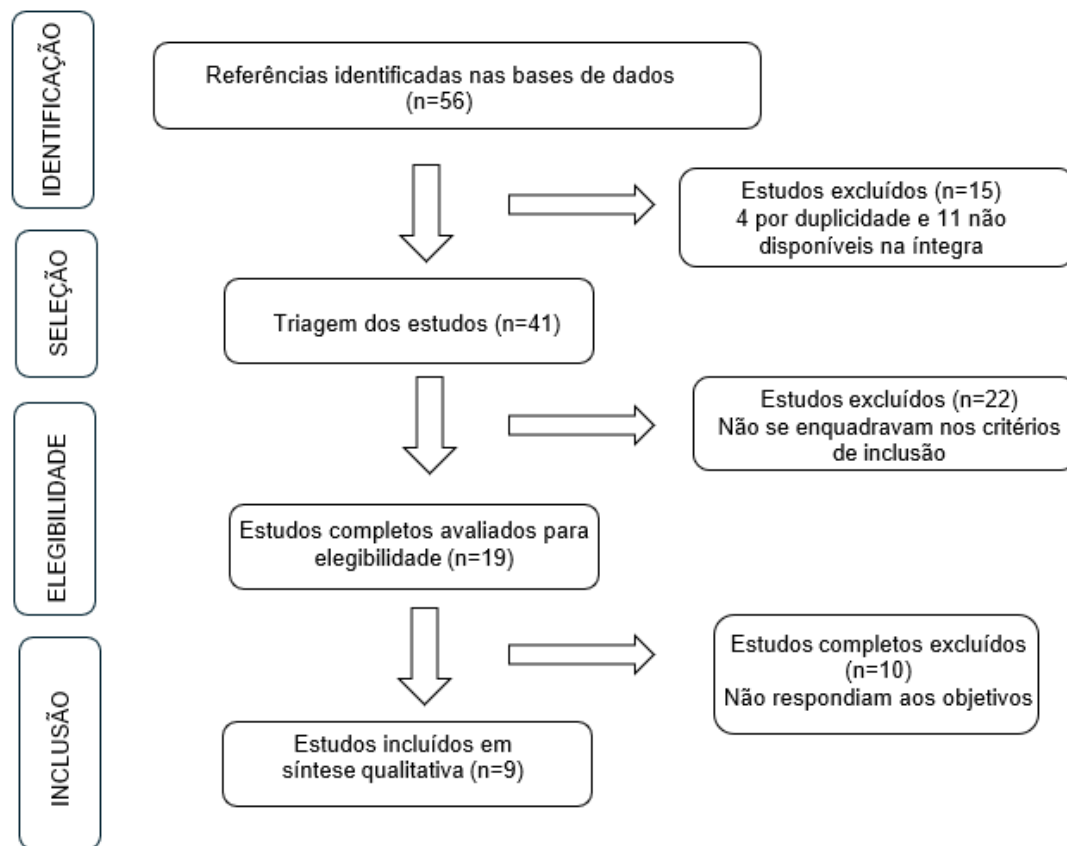 IDENTIFICAÇÃO
Referências identificadas nas bases de dados
(n=56)
Estudos excluídos (n=15)
4 por duplicidade e 11 não
disponíveis na íntegra
SELEÇÃO
Triagem dos estudos (n=41)
Estudos excluídos (n=22)
Não se enquadravam nos critérios
de inclusão
ELEGIBILIDADE
Estudos completos avaliados para
elegibilidade (n=19)
Estudos completos excluídos
(n=10)
Não respondiam aos objetivos
INCLUSÃO
Estudos incluídos em
síntese qualitativa (n=9)